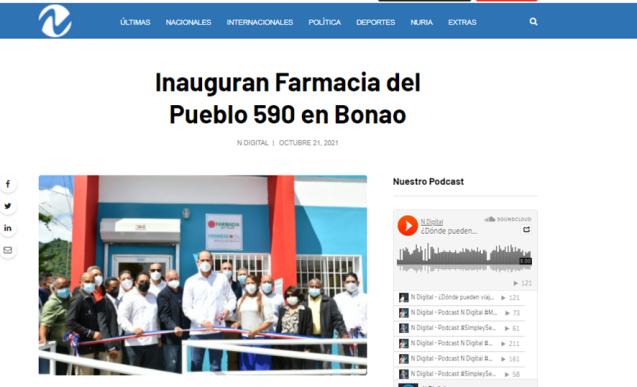 ÚLTIMAS NACIONALES INTERNACIONALES POLÍTICA DEPORTES NURIA EXTRAS
Inauguran Farmacia del
Pueblo 590 en Bonao
N DIGITAL | OCTUBRE 21, 2021
Nuestro Podcast
FARMACIA
N Digital
SOUNDCLOUD
¿Dónde pueden...
121
N Digital - ¿Dónde pueden viaj... 121
N Digital - Podcast N Digital #M... 73
N Digital - Podcast #SimpleySe... 61
N Digital - Podcast N Digital #... 211
N Digital - Podcast N Digital #... 161
N Digital - Podcast #SimpleySe... 58